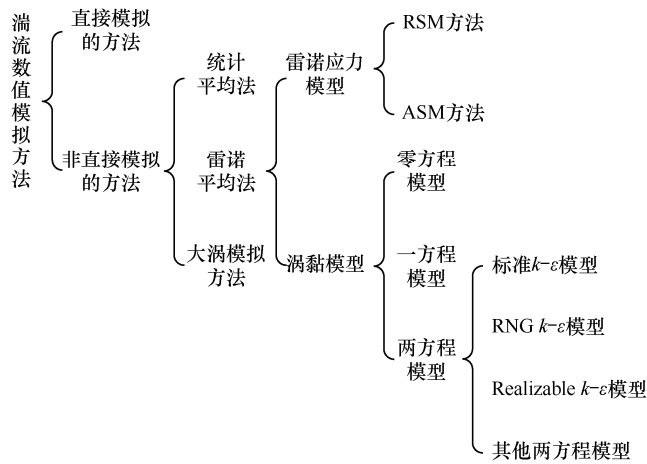 湍流数值模拟方法
直接模拟
的方法
非直接模拟
的方法
统计
平均法
雷诺
平均法
大涡模拟
方法
雷诺应力
模型
涡黏模型
RSM方法
ASM方法
零方程
模型
一方程
模型
两方程
模型
标准k-ε模型
RNG k-ε模型
Realizable k-ε模型
其他两方程模型